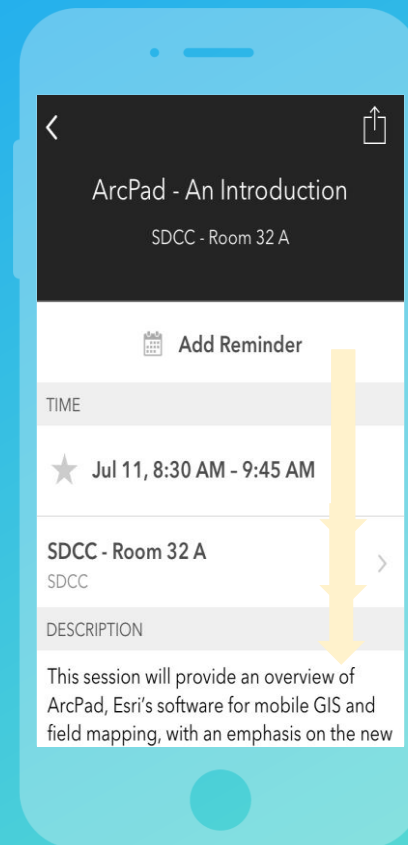 ArcPad - An Introduction
SDCC - Room 32 A
Add Reminder
TIME
Jul 11, 8:30 AM - 9:45 AM
SDCC - Room 32 A
SDCC
DESCRIPTION
This session will provide an overview of
ArcPad, Esri's software for mobile GIS and
field mapping, with an emphasis on the new